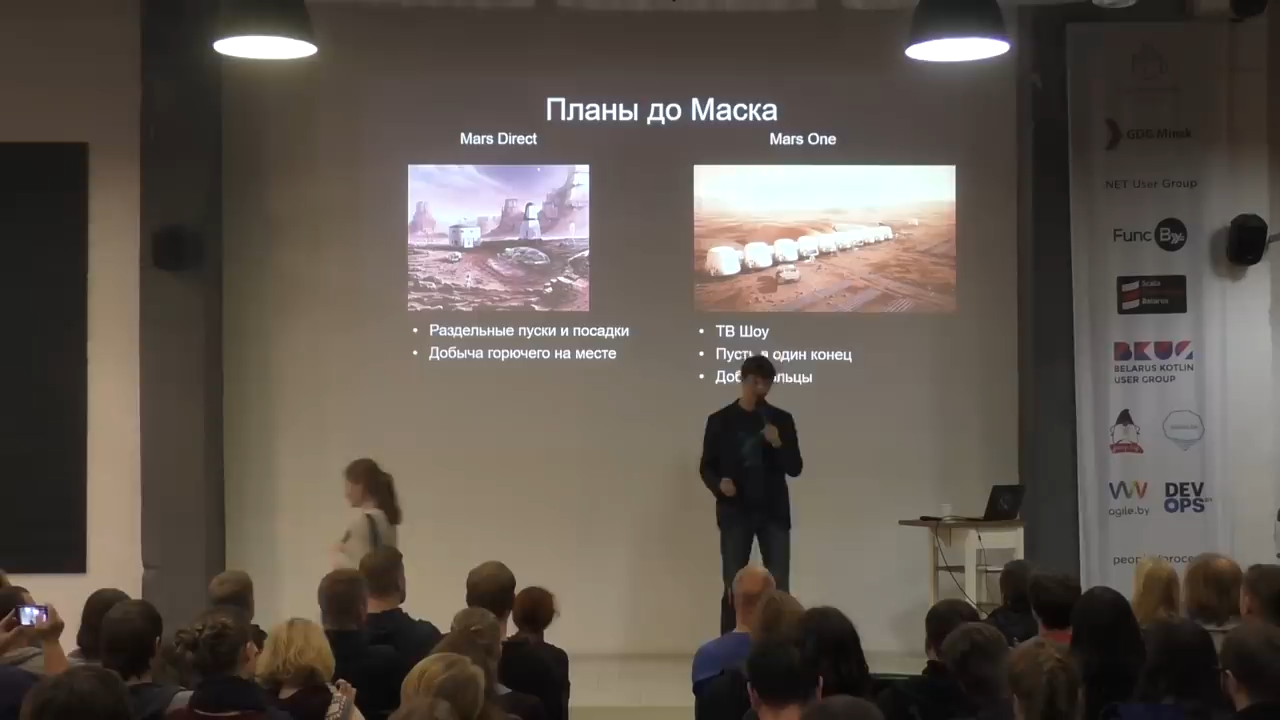 Планы до Маска
Mars Direct
Mars One
• Раздельные пуски и посадки
• Добыча горючего на месте
• ТВ Шоу
• один конец
GDG Minsk
NET User Group
Func
Scala
Belarus
BKUG
BELARUS KOTLIN
USER GROUP
agile.by
DEV
OPS